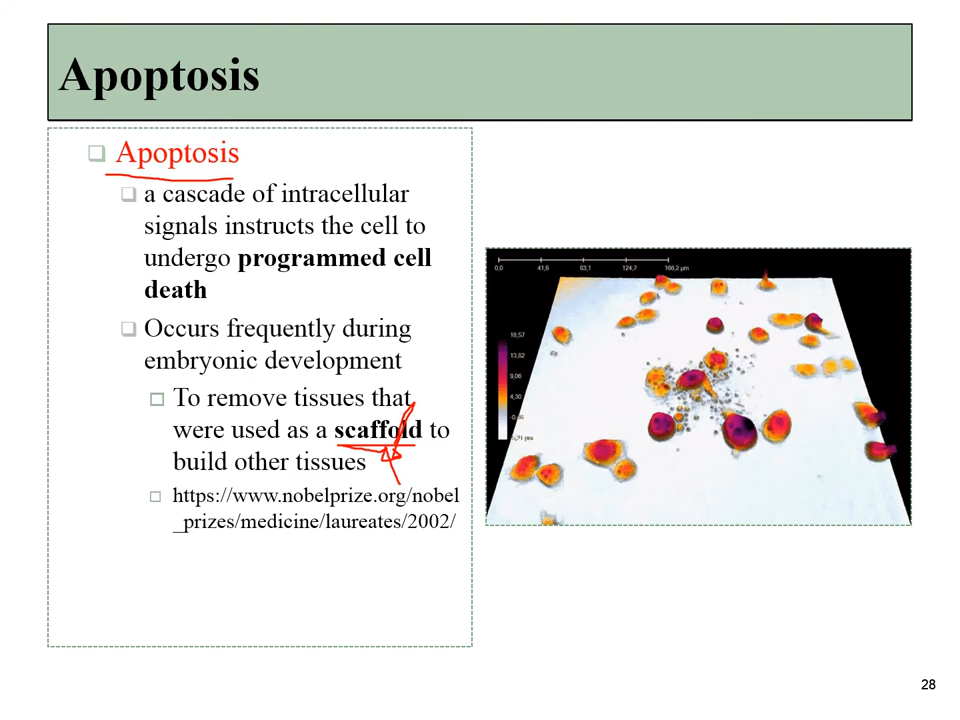 Apoptosis
Apoptosis
a cascade of intracellular
signals instructs the cell to
undergo programmed cell
death
Occurs frequently during
embryonic development
To remove tissues that
were used as a scaffold to
build other tissues
https://www.nobelprize.org/nobel
_prizes/medicine/laureates/2002/
0,0 41,6 83,1 124,7 166,2 µm
18,57
13,82
9,06
4,30
28